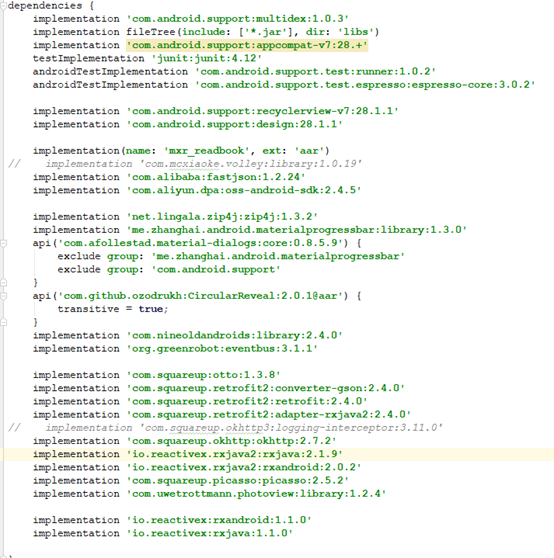 dependencies {
    implementation 'com.android.support:multidex:1.0.3'
    implementation fileTree(include: ['*.jar'], dir: 'libs')
    implementation 'com.android.support:appcompat-v7:28.+'
    testImplementation 'junit:junit:4.12'
    androidTestImplementation 'com.android.support.test:runner:1.0.2'
    androidTestImplementation 'com.android.support.test.espresso:espresso-core:3.0.2'

    implementation 'com.android.support:recyclerview-v7:28.1.1'
    implementation 'com.android.support:design:28.1.1'

    implementation(name: 'mxr_readbook', ext: 'aar')
//    implementation 'com.mcxiaoke.volley:library:1.0.19'
    implementation 'com.alibaba:fastjson:1.2.24'
    implementation 'com.aliyun.dpa:oss-android-sdk:2.4.5'

    implementation 'net.lingala.zip4j:zip4j:1.3.2'
    implementation 'me.zhanghai.android.materialprogressbar:library:1.3.0'
    api('com.afollestad.material-dialogs:core:0.8.5.9') {
        exclude group: 'me.zhanghai.android.materialprogressbar'
        exclude group: 'com.android.support'
    }
    api('com.github.ozodrukh:CircularReveal:2.0.1@aar') {
        transitive = true;
    }
    implementation 'com.nineoldandroids:library:2.4.0'
    implementation 'org.greenrobot:eventbus:3.1.1'

    implementation 'com.squareup:otto:1.3.8'
    implementation 'com.squareup.retrofit2:converter-gson:2.4.0'
    implementation 'com.squareup.retrofit2:retrofit:2.4.0'
    implementation 'com.squareup.retrofit2:adapter-rxjava2:2.4.0'
//    implementation 'com.squareup.okhttp3:logging-interceptor:3.11.0'
    implementation 'com.squareup.okhttp:okhttp:2.7.2'
    implementation 'io.reactivex.rxjava2:rxjava:2.1.9'
    implementation 'io.reactivex.rxjava2:rxandroid:2.0.2'
    implementation 'com.squareup.picasso:picasso:2.5.2'
    implementation 'com.uwetrottmann.photoview:library:1.2.4'

    implementation 'io.reactivex:rxandroid:1.1.0'
    implementation 'io.reactivex:rxjava:1.1.0'